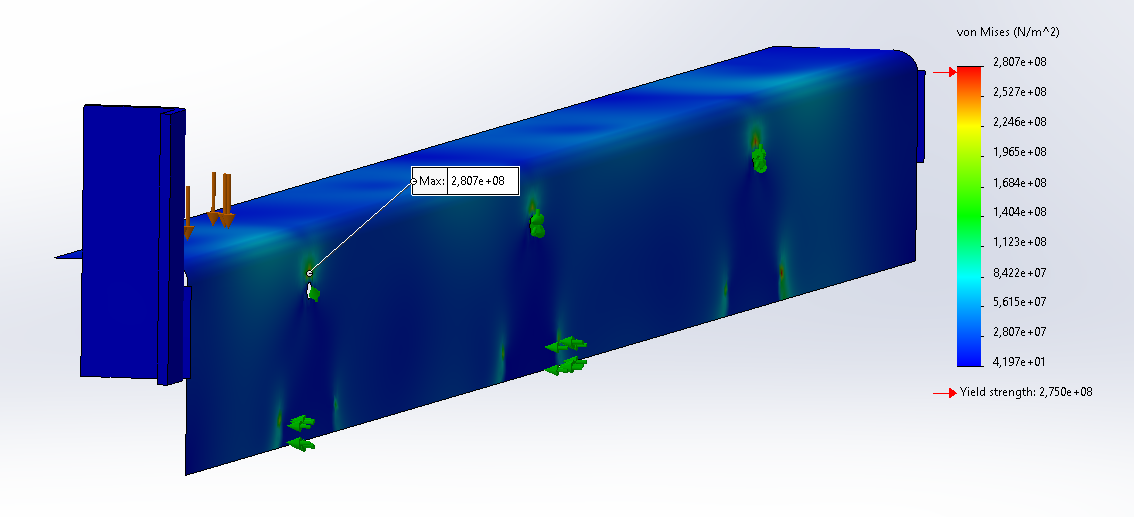 von Mises (N/m^2)
2,807e+08
2,527e+08
2,246e+08
1,965e+08
1,684e+08
1,404e+08
1,123e+08
8,422e+07
5,615e+07
2,807e+07
4,197e+01
Yield strength: 2,750e+08
Max: 2,807e+08